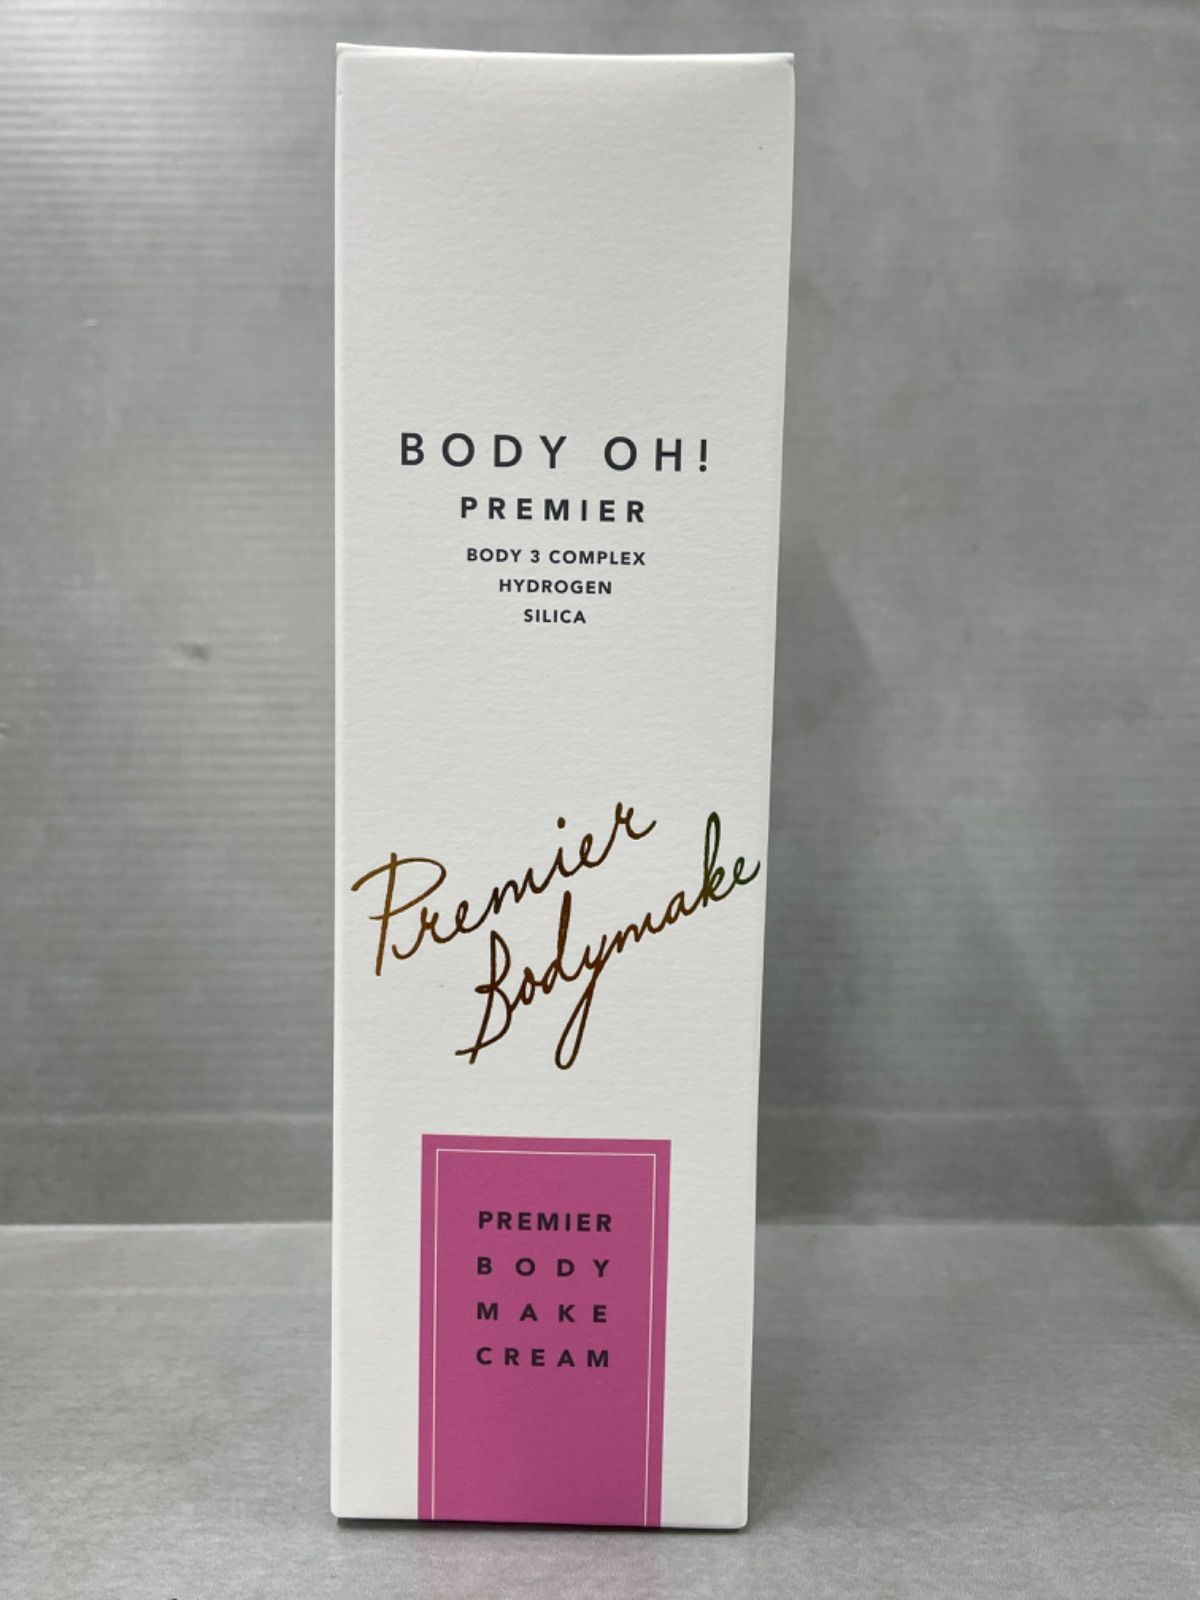 BODY OH!
PREMIER
BODY 3 COMPLEX
HYDROGEN
SILICA
Premier
Bodymake
PREMIER
BODY
MAKE
CREAM